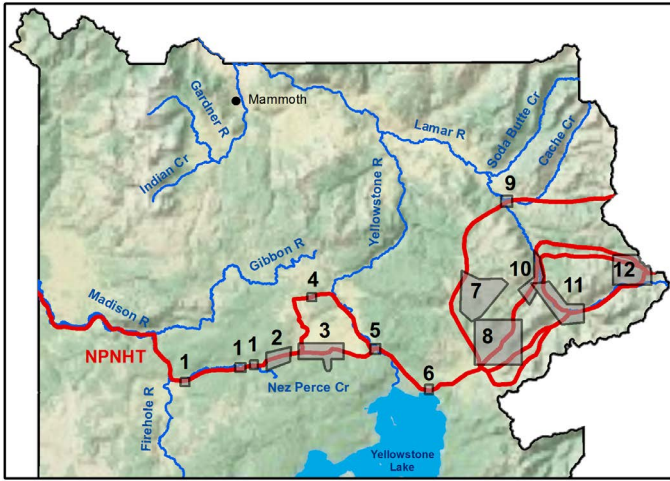 Gardner R
Mammoth
Indian Cr
Lamar R
Soda Butte Cr
Cache Cr
Yellowstone R
9
Gibbon R
4
7
10
11
12
Madison R
NPNHT
8
1
1
1
2
3
5
6
Nez Perce Cr
Firehole R
Yellowstone
Lake